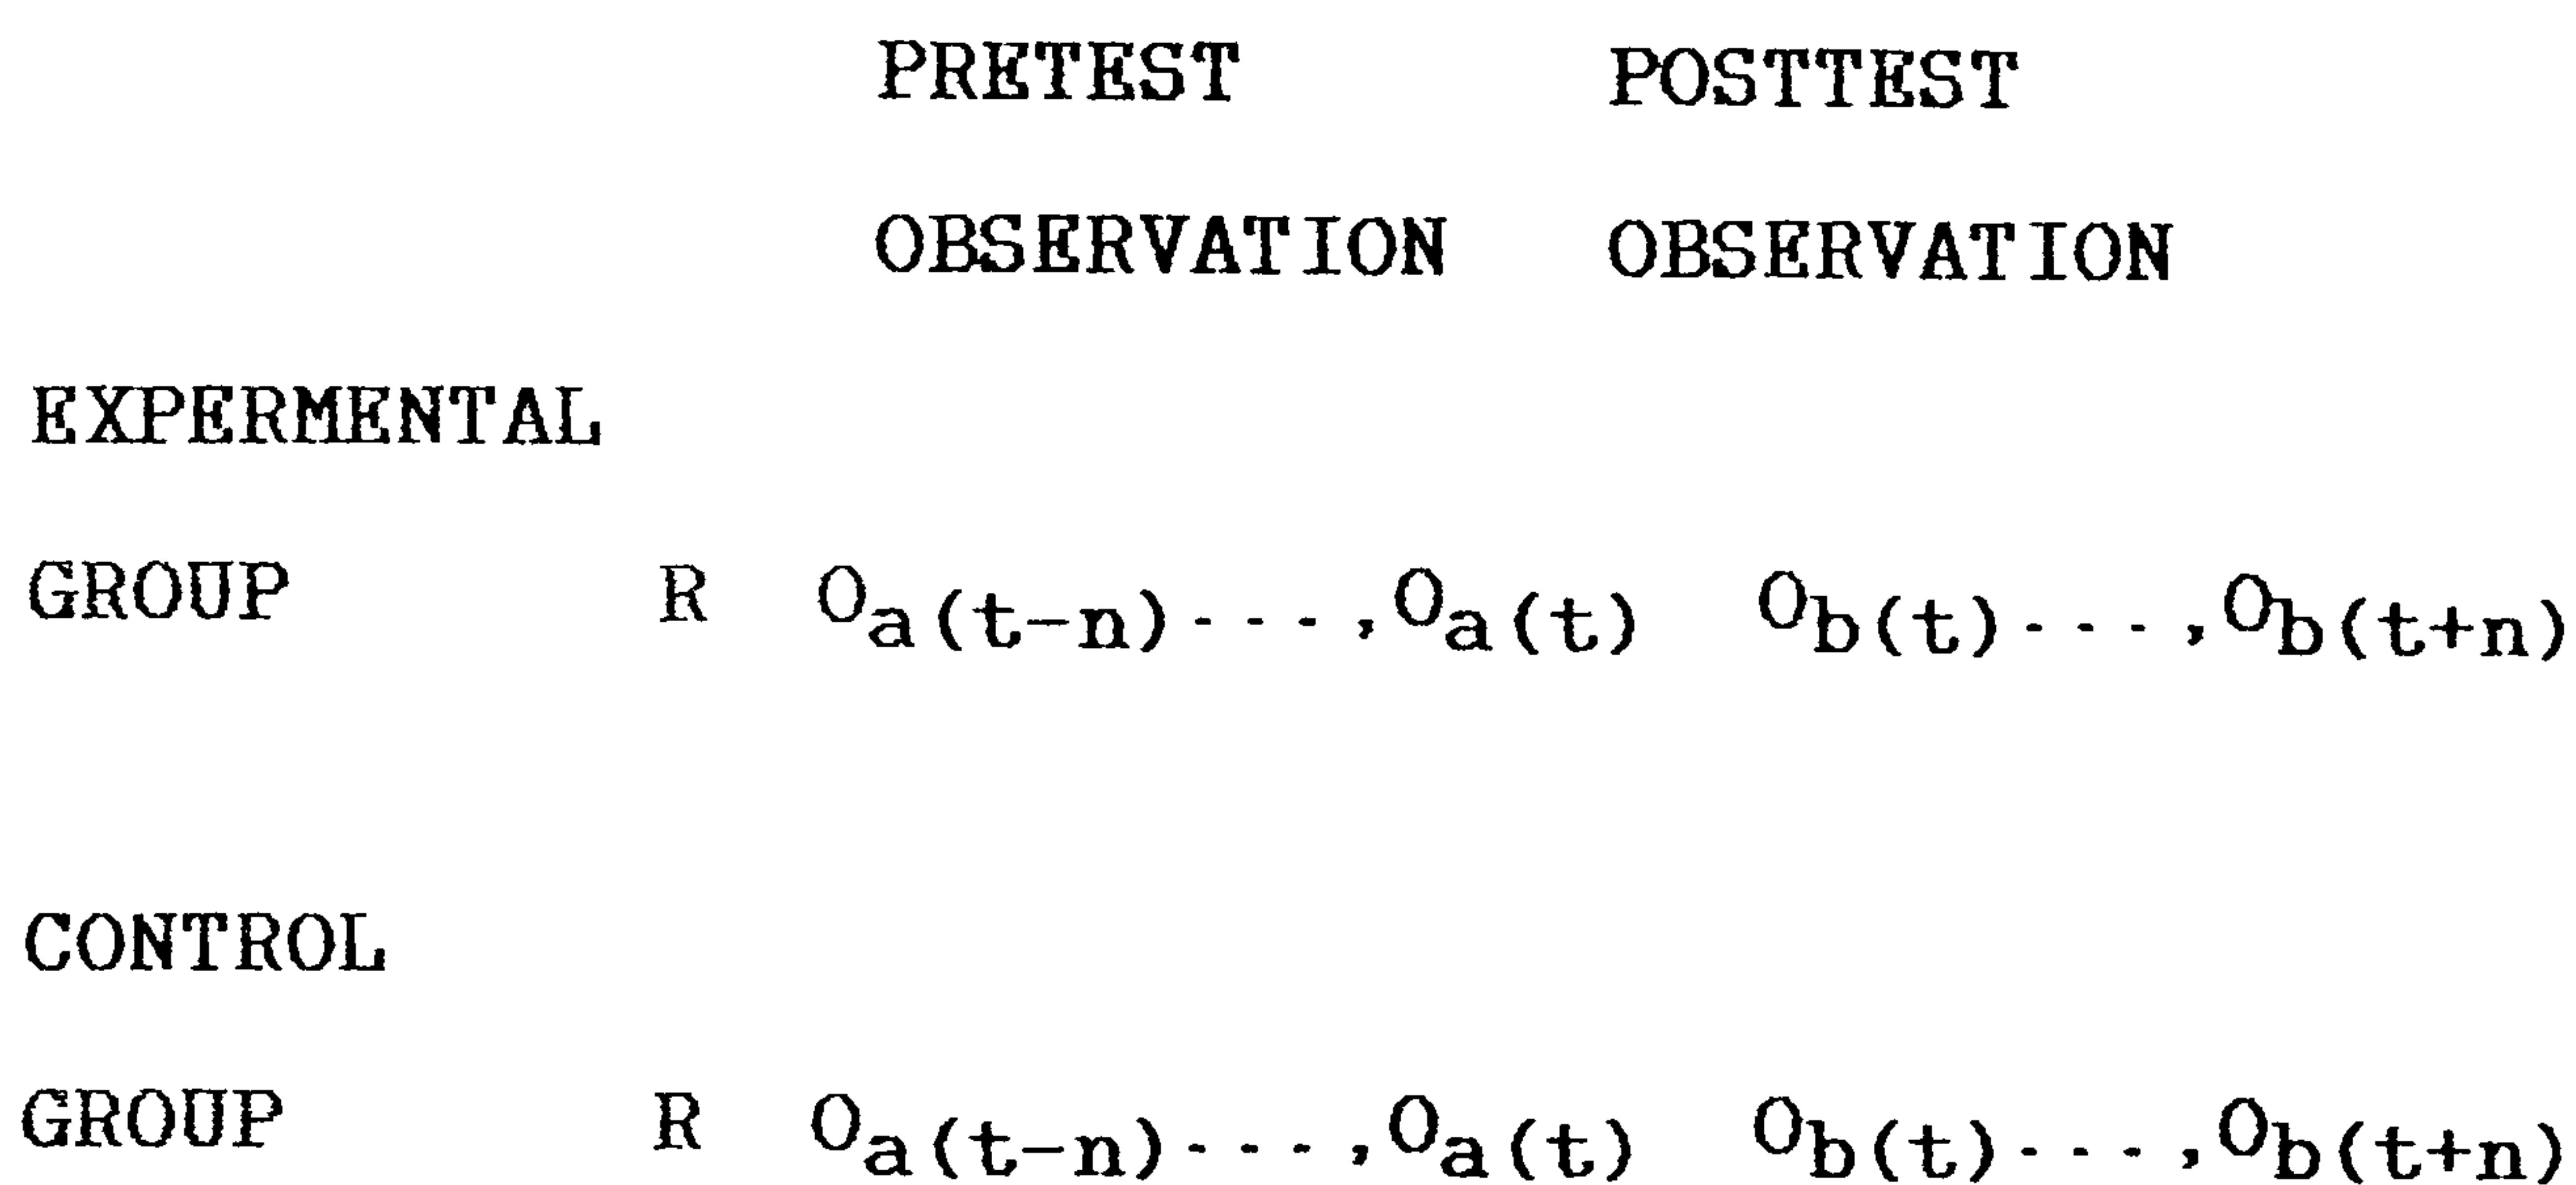 PRETEST POSTTEST
OBSERVATION OBSERVATION
EXPERMENTAL
GROUP R Oa(t-n)...,Oa(t) Ob(t)...,Ob(t+n)
CONTROL
GROUP R Oa(t-n)...,Oa(t) Ob(t)...,Ob(t+n)